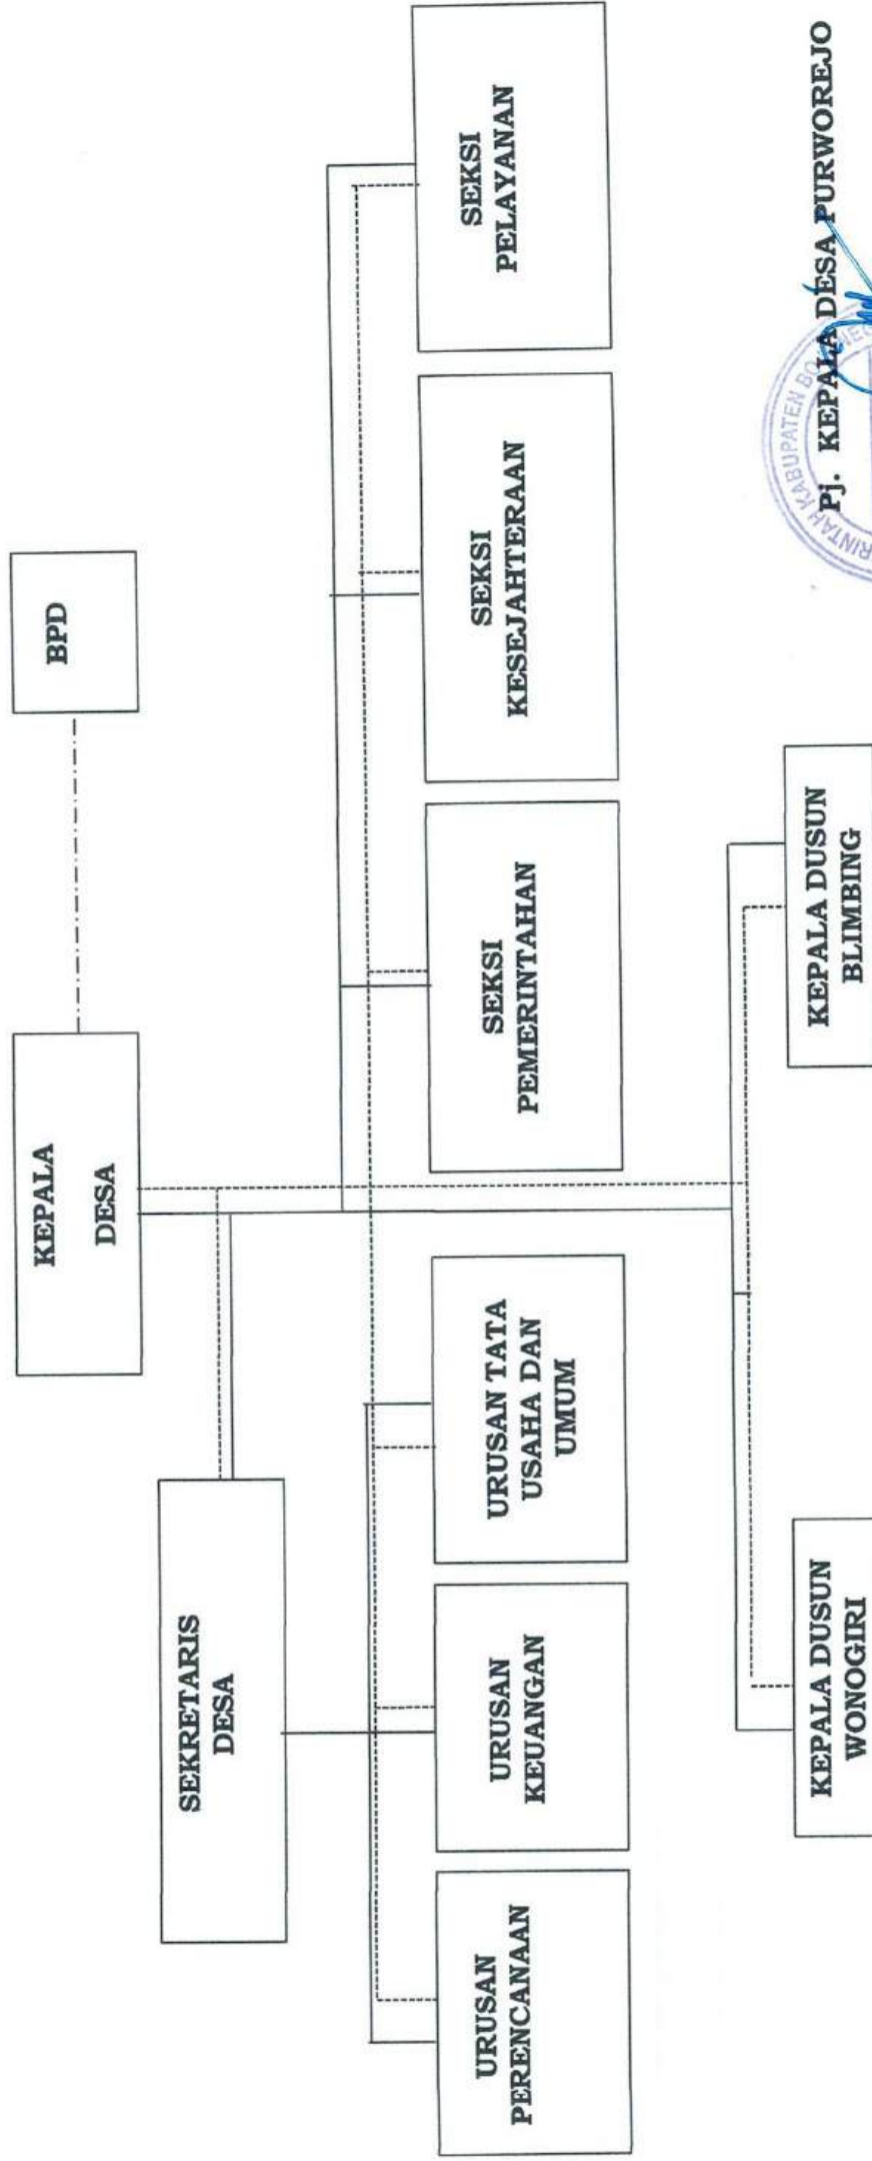 KEPALA
DESA
BPD
SEKRETARIS
DESA
URUSAN
PERENCANAAN
URUSAN
KEUANGAN
URUSAN TATA
USAHA DAN
UMUM
SEKSI
PEMERINTAHAN
SEKSI
KESEJAHTERAAN
SEKSI
PELAYANAN
KEPALA DUSUN
WONOGIRI
KEPALA DUSUN
BLIMBING
Pj. KEPALA DESA PURWOREJO
KABUPATEN